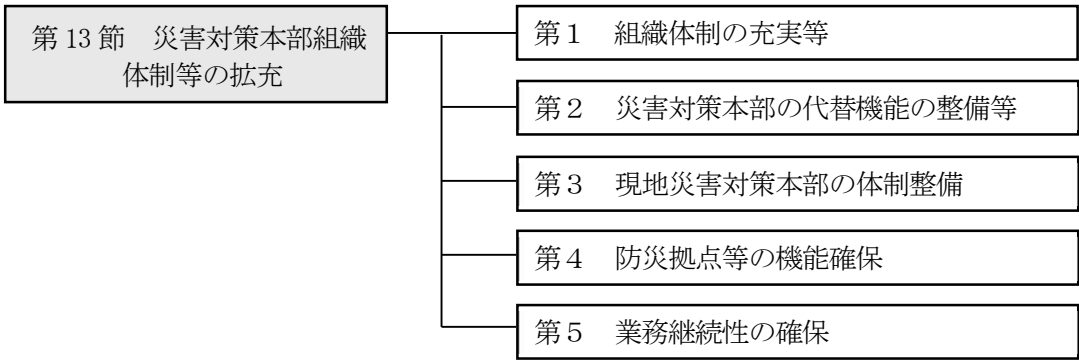 第 13 節　災害対策本部組織
体制等の拡充
第１　組織体制の充実等
第２　災害対策本部の代替機能の整備等
第３　現地災害対策本部の体制整備
第４　防災拠点等の機能確保
第５　業務継続性の確保